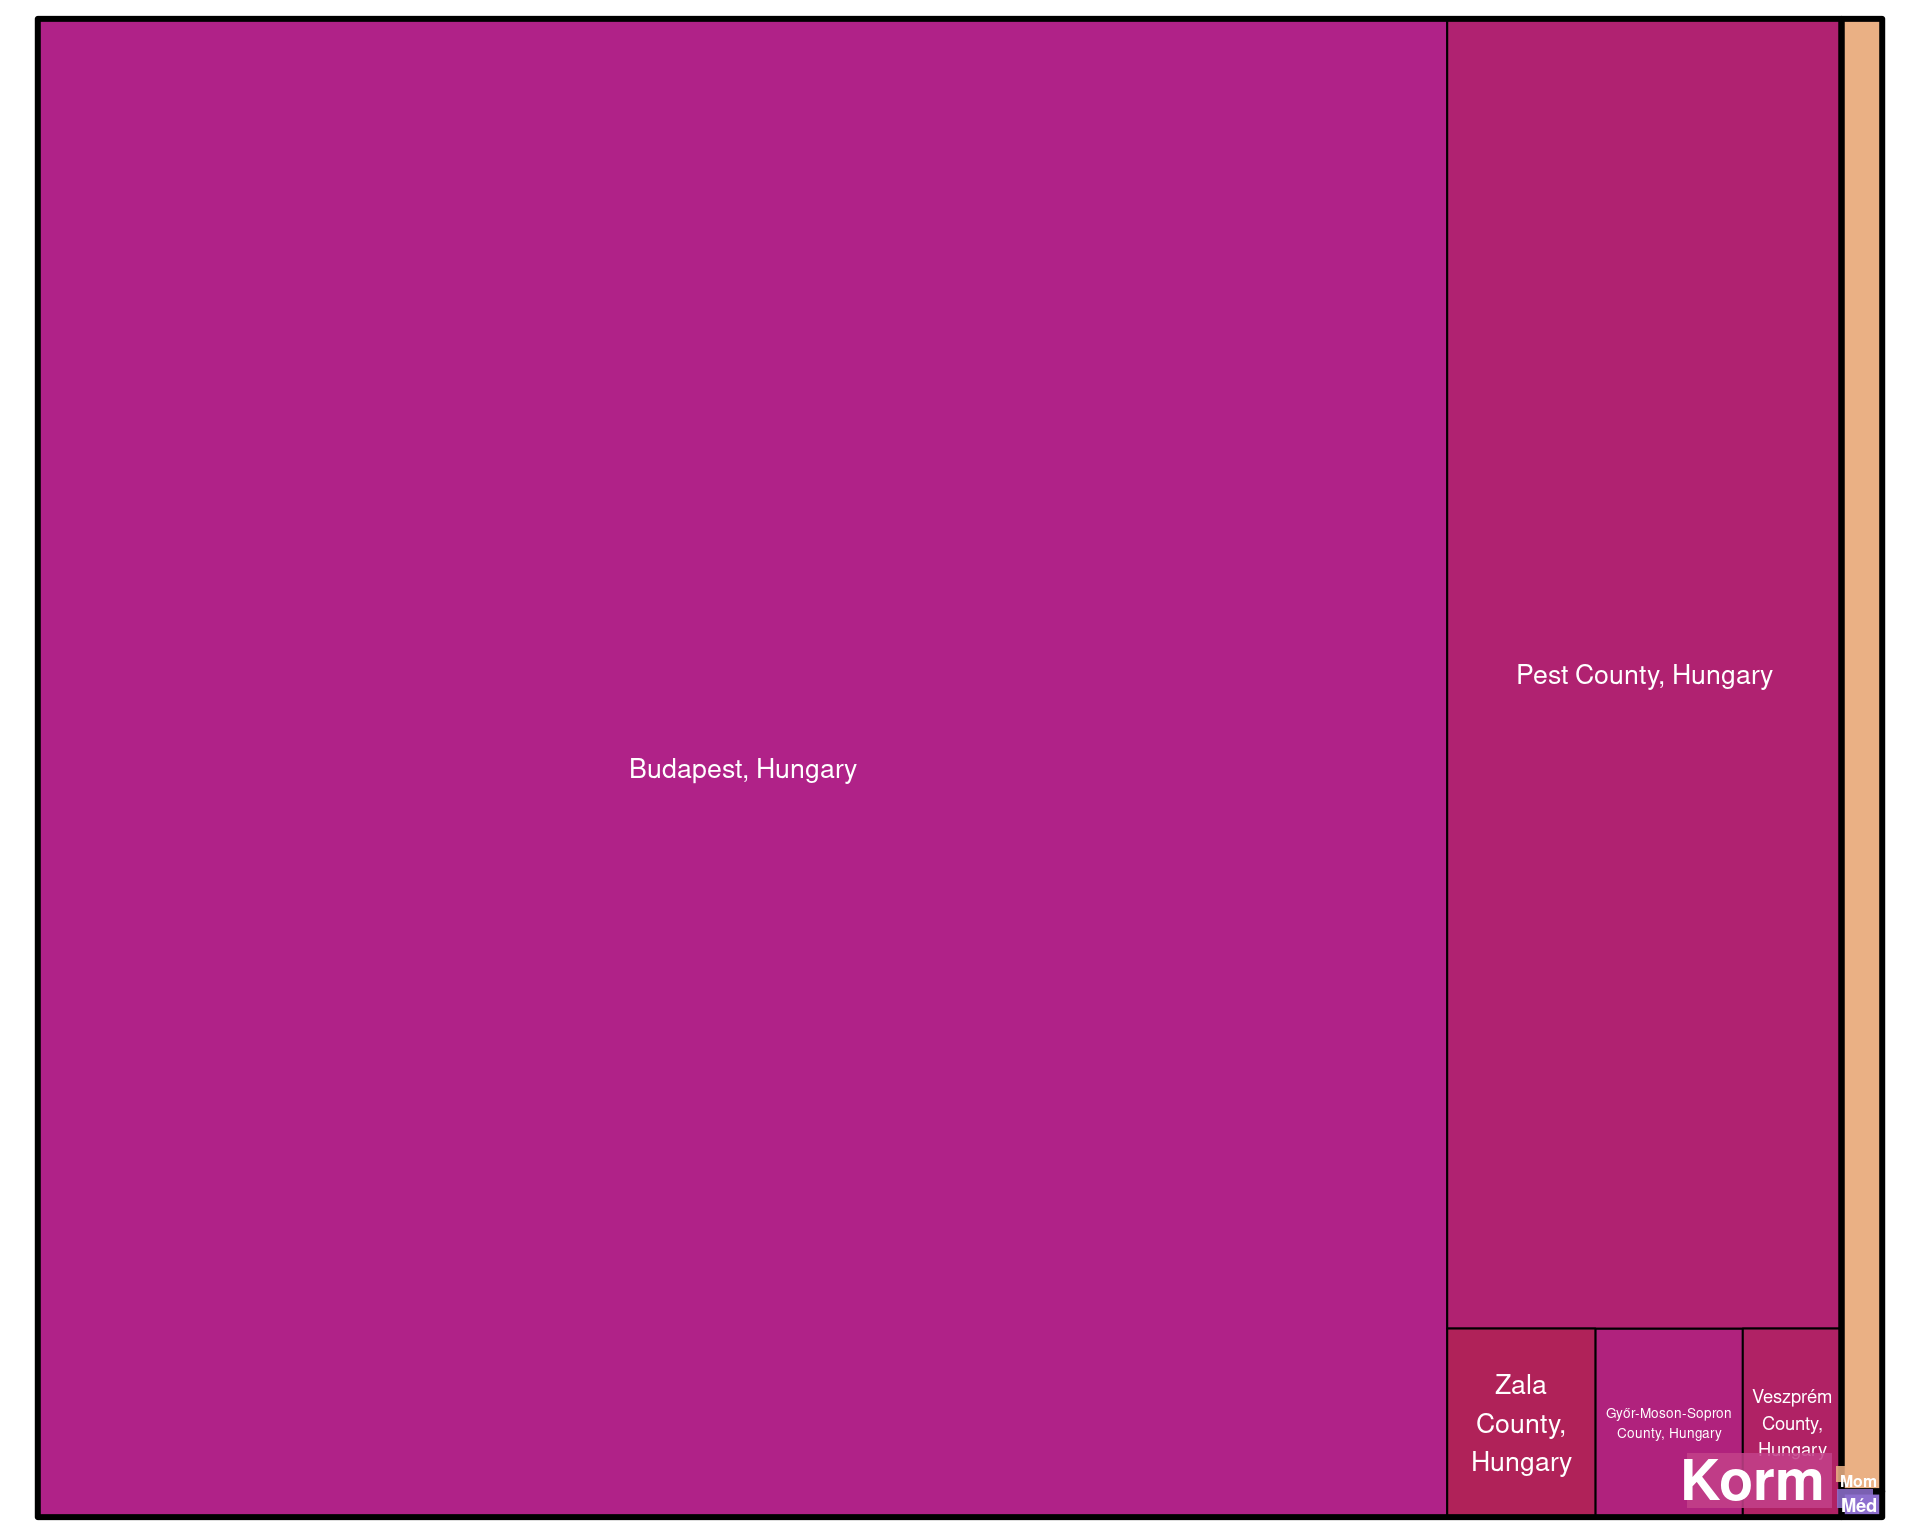 Budapest, Hungary
Pest County, Hungary
Zala
County,
Hungary
Győr-Moson-Sopron
County, Hungary
Veszprém
County,
Hungary
Korm
Mom
Méd